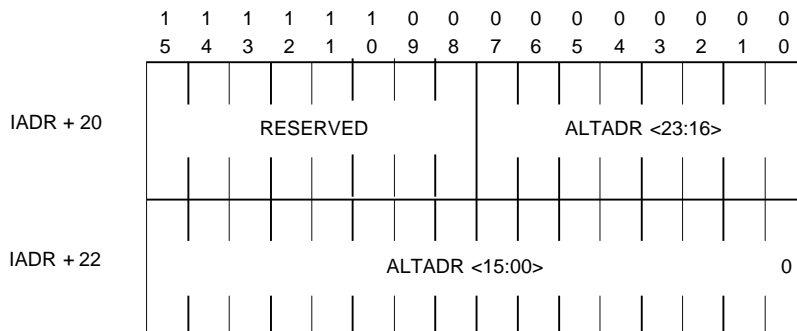 1 1 1 1 1 1 0 0 0 0 0 0 0 0 0 0
5 4 3 2 1 0 9 8 7 6 5 4 3 2 1 0
IADR + 20 RESERVED ALTADR <23:16>
IADR + 22 ALTADR <15:00> 0